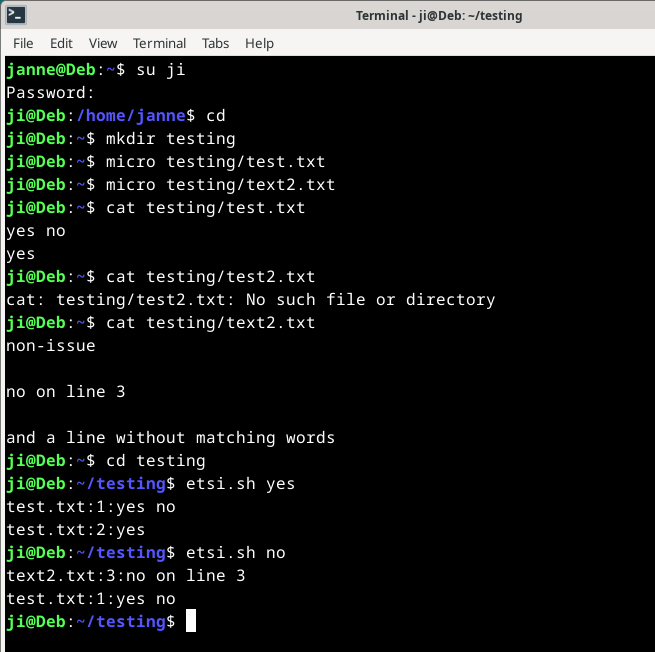 Terminal - ji@Deb: ~/testing
File Edit View Terminal Tabs Help
janne@Deb:~$ su ji
Password:
ji@Deb:/home/janne$ cd
ji@Deb:~$ mkdir testing
ji@Deb:~$ micro testing/test.txt
ji@Deb:~$ micro testing/text2.txt
ji@Deb:~$ cat testing/test.txt
yes no
yes
ji@Deb:~$ cat testing/test2.txt
cat: testing/test2.txt: No such file or directory
ji@Deb:~$ cat testing/text2.txt
non-issue
no on line 3
and a line without matching words
ji@Deb:~$ cd testing
ji@Deb:~/testing$ etsi.sh yes
test.txt:1:yes no
test.txt:2:yes
ji@Deb:~/testing$ etsi.sh no
text2.txt:3:no on line 3
test.txt:1:yes no
ji@Deb:~/testing$